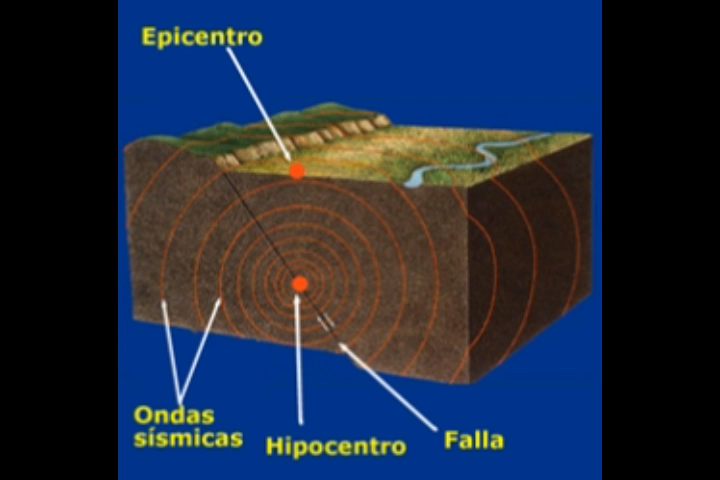 Epicentro
Ondas
sísmicas
Hipocentro
Falla